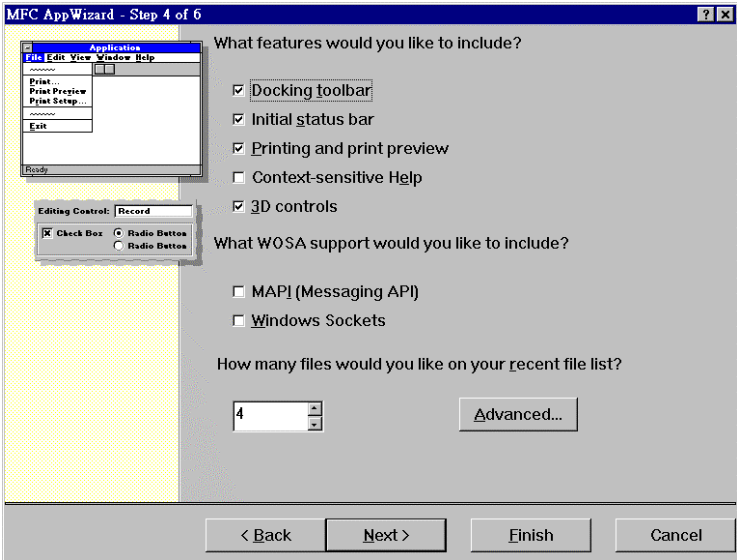 MFC AppWizard - Step 4 of 6
Application
File Edit View Window Help
Print...
Print Preview
Print Setup...
Exit
Ready
Editing Control: Record
Check Box
Radio Button
Radio Button
What features would you like to include?
Docking toolbar
Initial status bar
Printing and print preview
Context-sensitive Help
3D controls
What WOSA support would you like to include?
MAPI (Messaging API)
Windows Sockets
How many files would you like on your recent file list?
4
Advanced...
< Back
Next >
Finish
Cancel